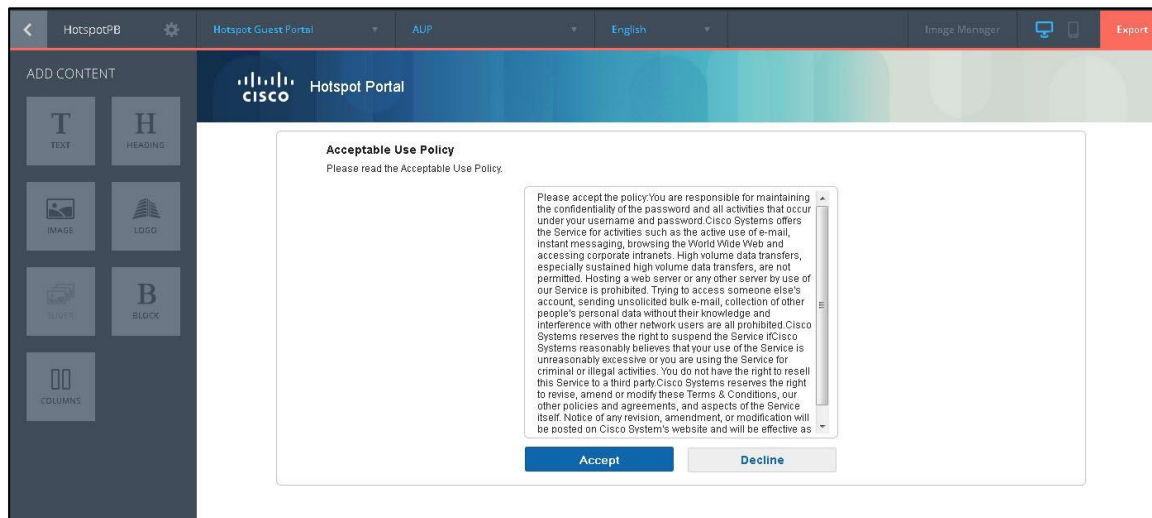 HotspotPB
Hotspot Guest Portal
AUP
English
Image Manager
Export
ADD CONTENT
T
TEXT
H
HEADING
IMAGE
LOGO
SLIDER
B
BLOCK
COLUMNS
CISCO
Hotspot Portal
Acceptable Use Policy
Please read the Acceptable Use Policy.
Please accept the policy:You are responsible for maintaining
the confidentiality of the password and all activities that occur
under your username and password.Cisco Systems offers
the Service for activities such as the active use of e-mail,
instant messaging, browsing the World Wide Web and
accessing corporate intranets. High volume data transfers,
especially sustained high volume data transfers, are not
permitted. Hosting a web server or any other server by use of
our Service is prohibited. Trying to access someone else's
account, sending unsolicited bulk e-mail, collection of other
people's personal data without their knowledge and
interference with other network users are all prohibited.Cisco
Systems reserves the right to suspend the Service ifCisco
Systems reasonably believes that your use of the Service is
unreasonably excessive or you are using the Service for
criminal or illegal activities. You do not have the right to resell
this Service to a third party.Cisco Systems reserves the right
to revise, amend or modify these Terms & Conditions, our
other policies and agreements, and aspects of the Service
itself. Notice of any revision, amendment, or modification will
be posted on Cisco System's website and will be effective as
Accept
Decline